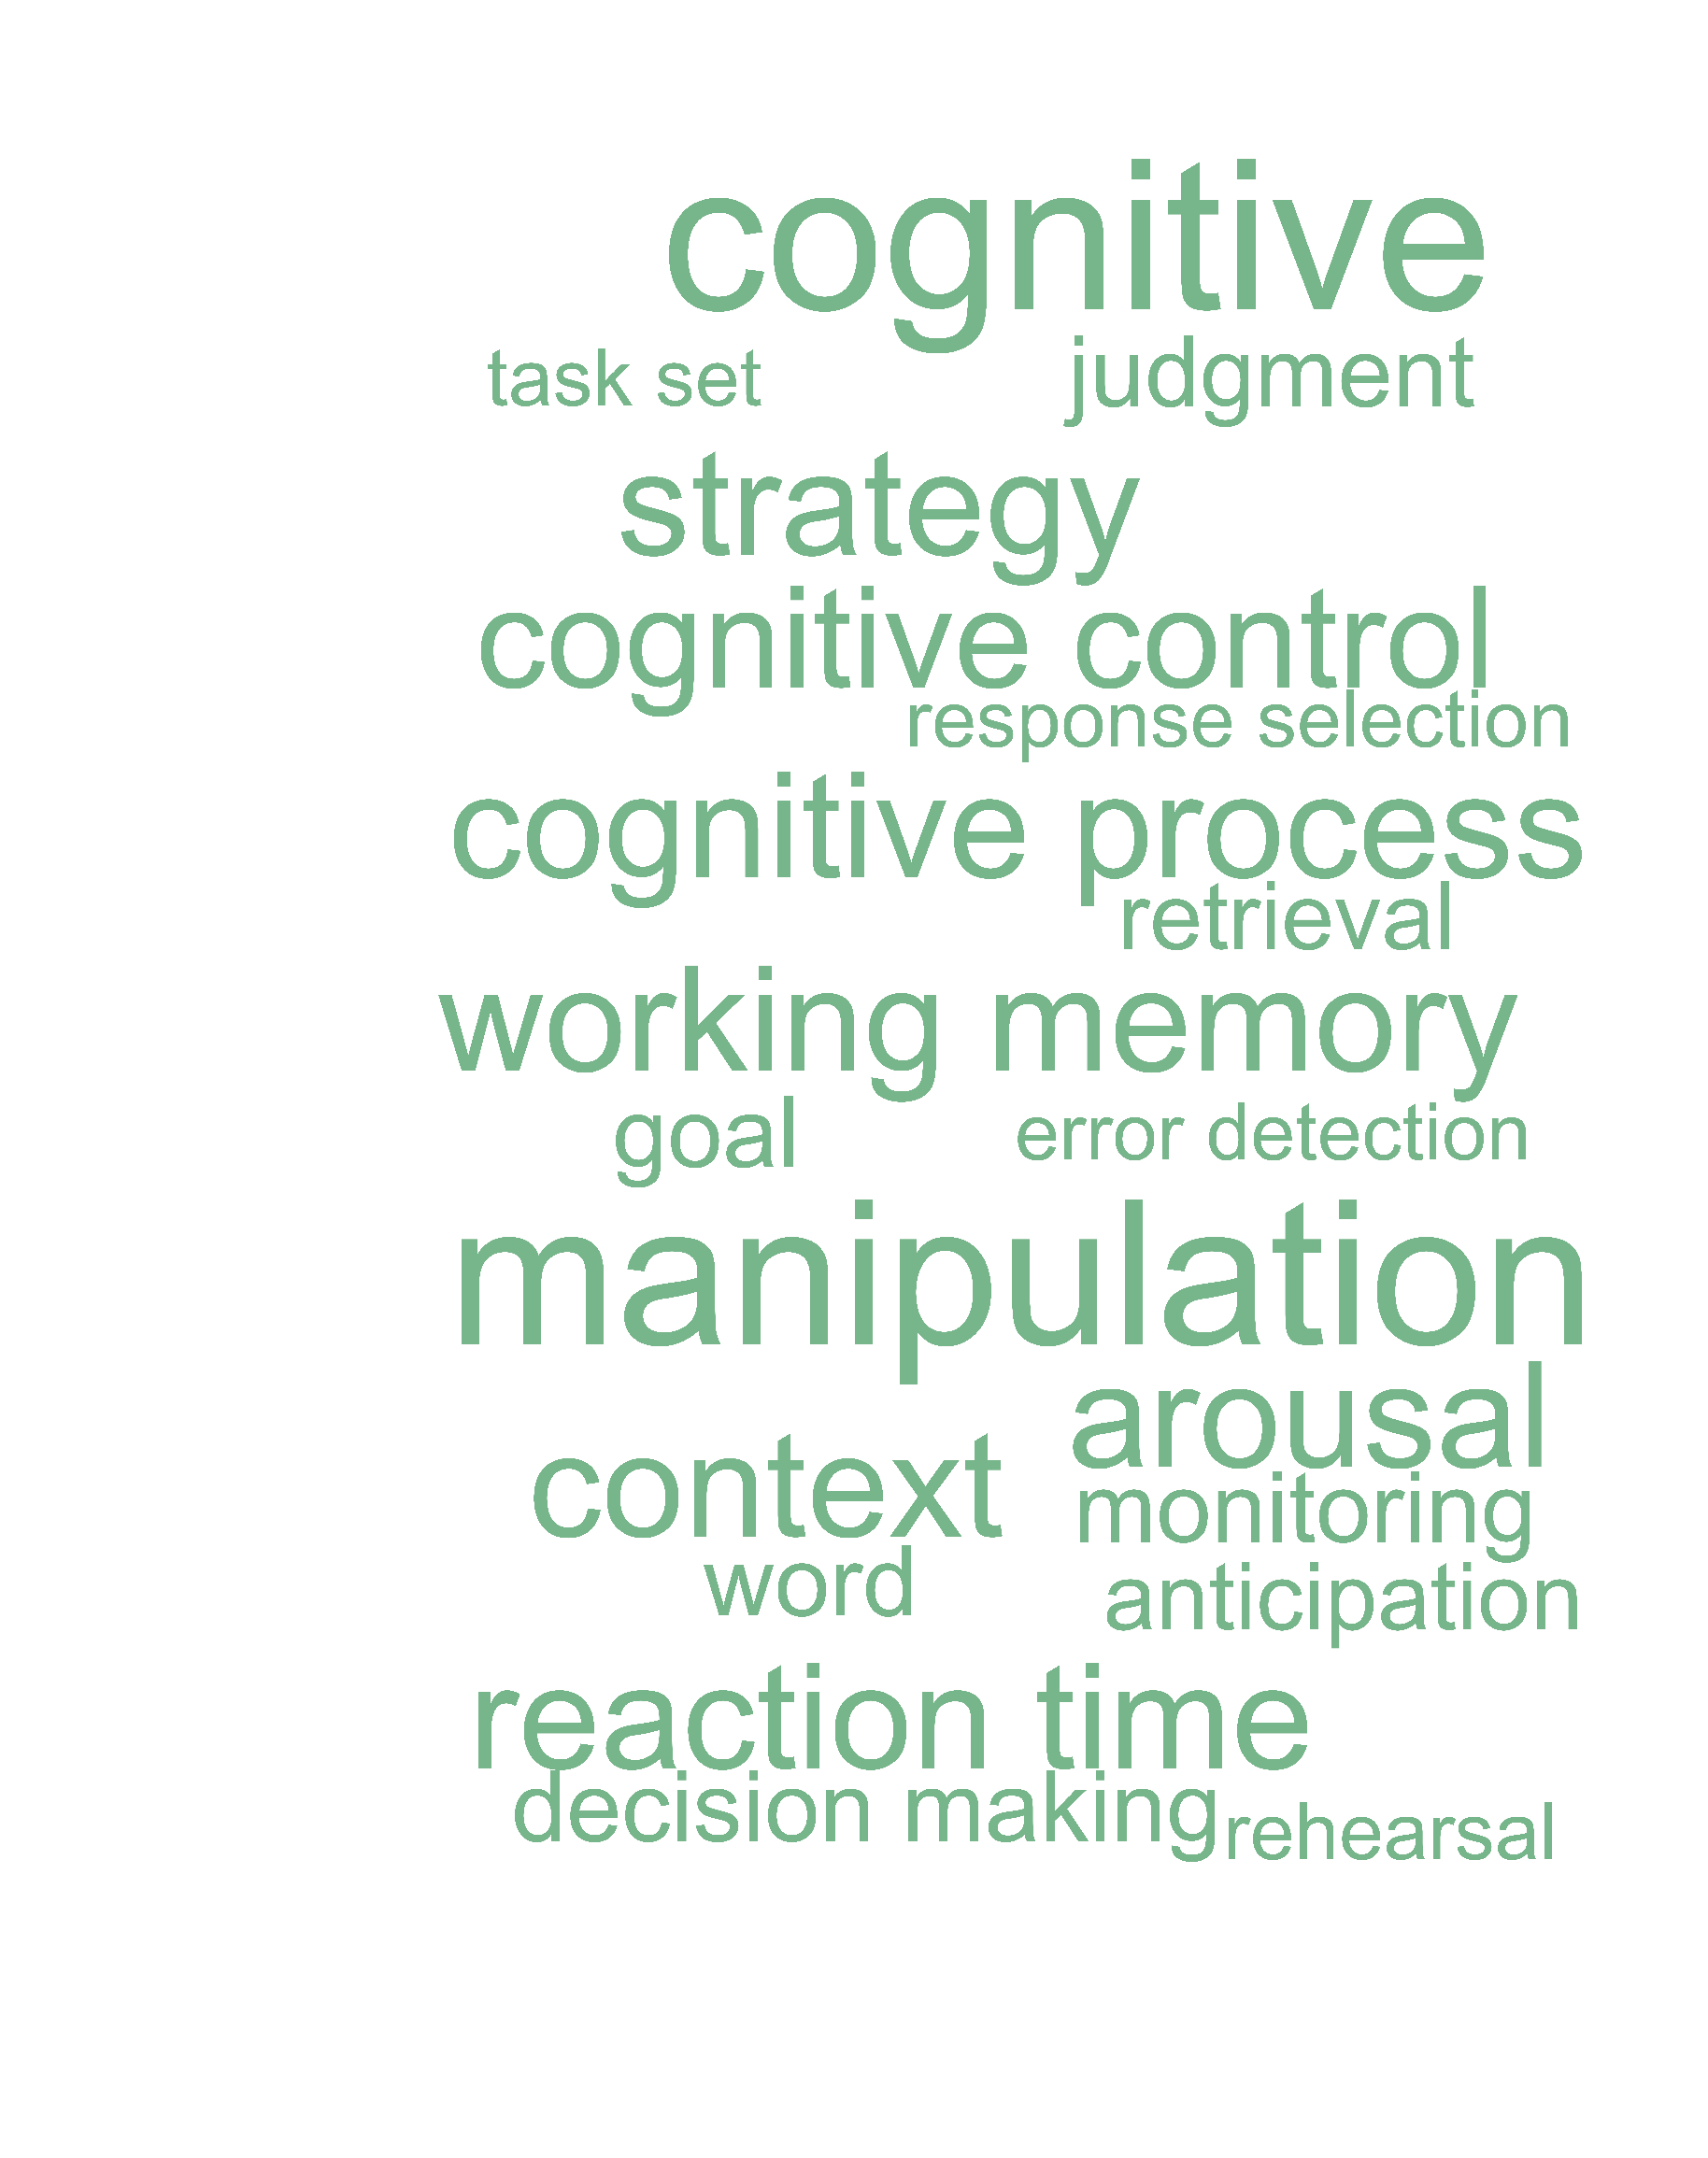 cognitive
task set judgment
strategy
cognitive control
response selection
cognitive process
retrieval
working memory
goal error detection
manipulation
arousal
context
monitoring
word anticipation
reaction time
decision making rehearsal